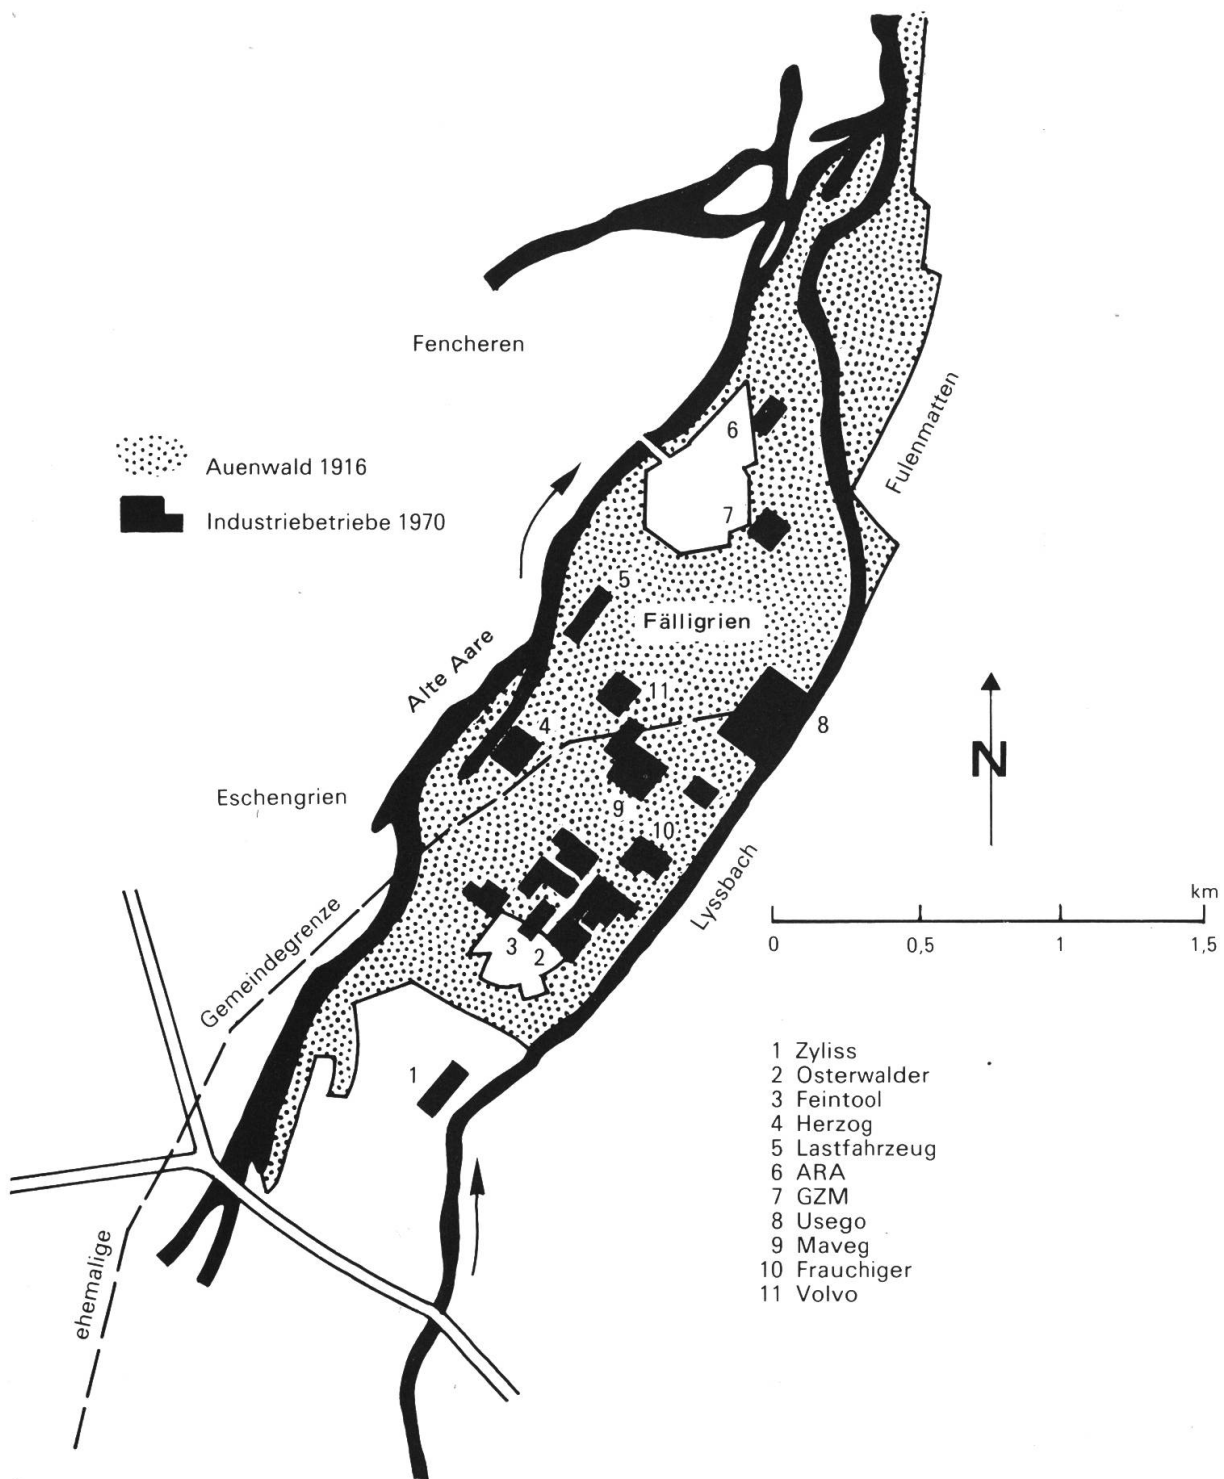 Fencheren
Auenwald 1916
Industriebetriebe 1970
Fulenmatten
6
7
5
Fälligrien
Alte Aare
11
4
8
N
Eschengrien
9
10
Lyssbach
km
0 0,5 1 1,5
Gemeindegrenze
3
2
1
ehemalige
1 Zyliss
2 Osterwalder
3 Feintool
4 Herzog
5 Lastfahrzeug
6 ARA
7 GZM
8 Usego
9 Maveg
10 Frauchiger
11 Volvo